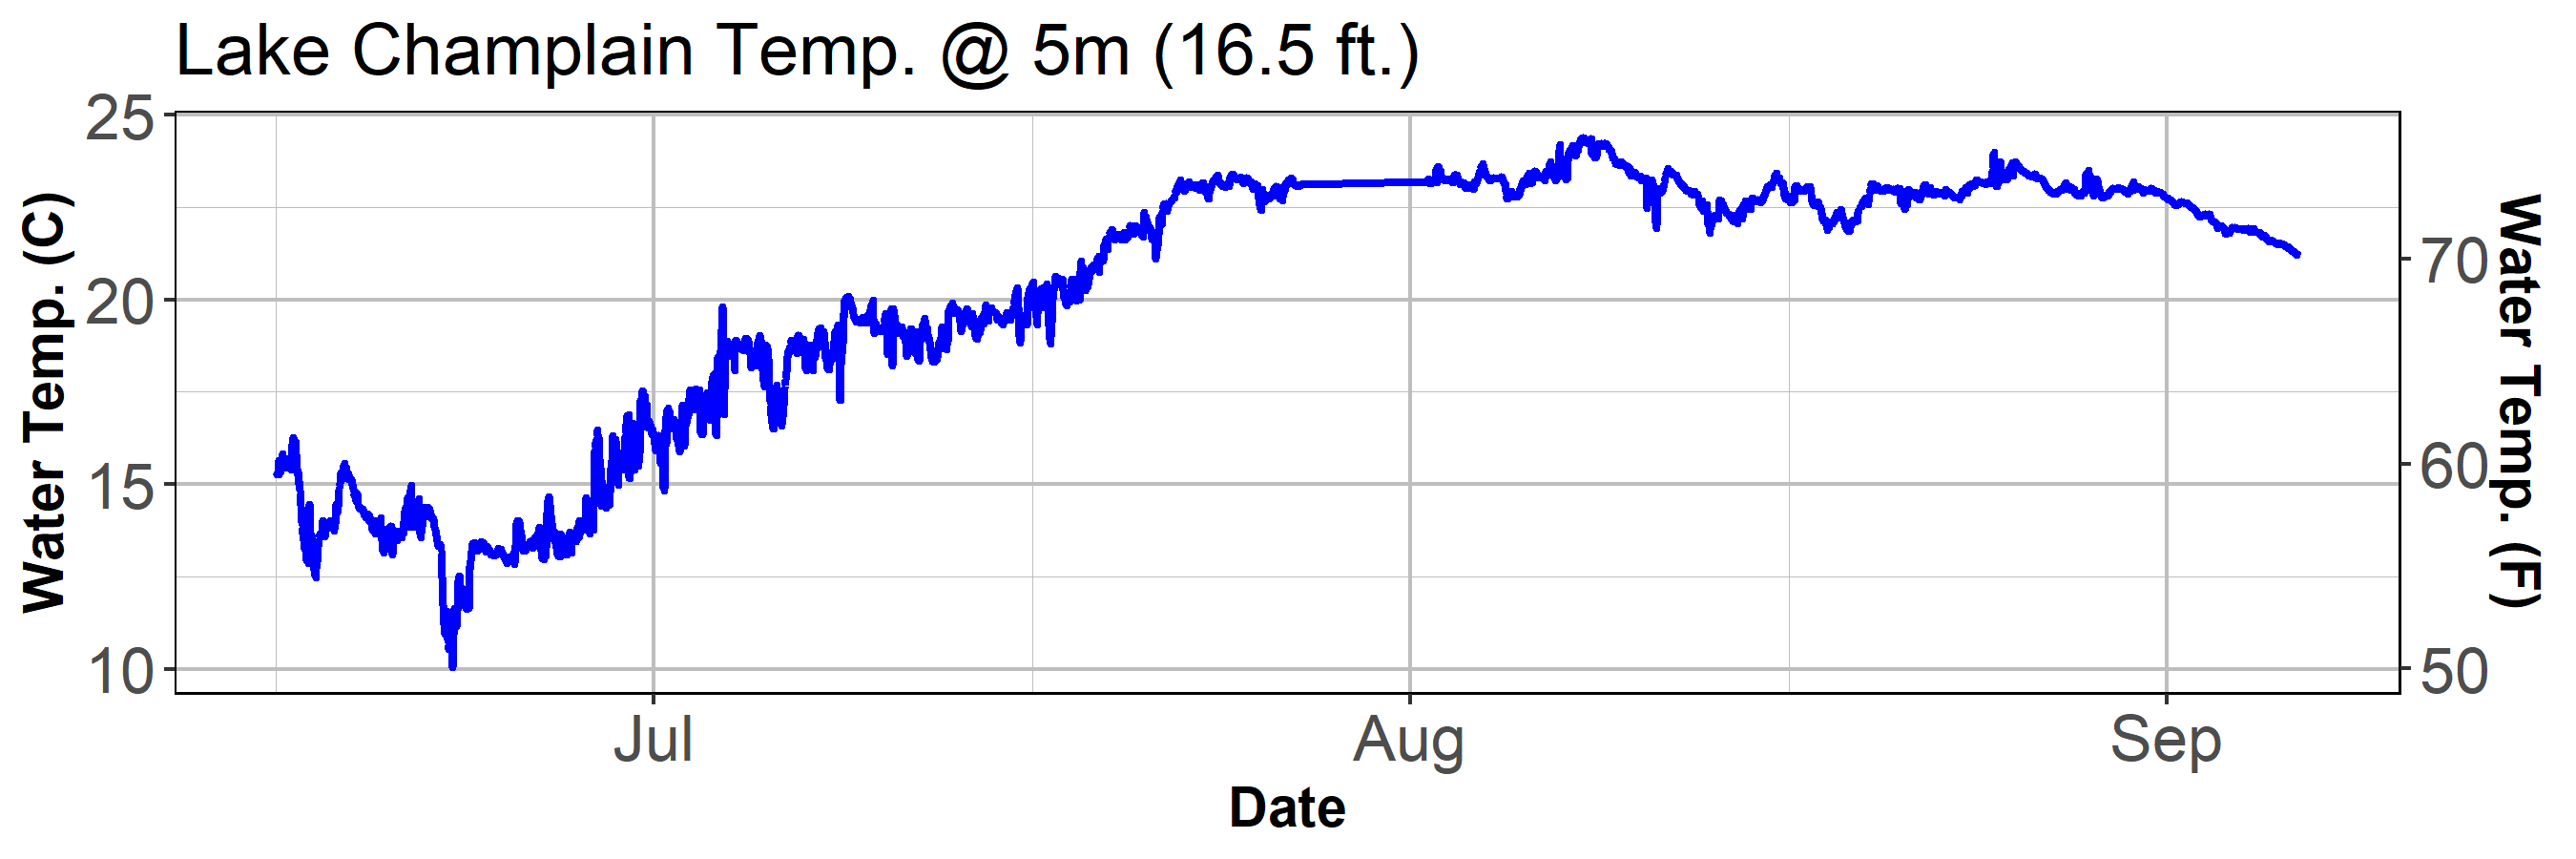 Lake Champlain Temp. @ 5m (16.5 ft.)
25
20
15
10
Water Temp. (C)
70
60
50
Water Temp. (F)
Jul
Aug
Sep
Date